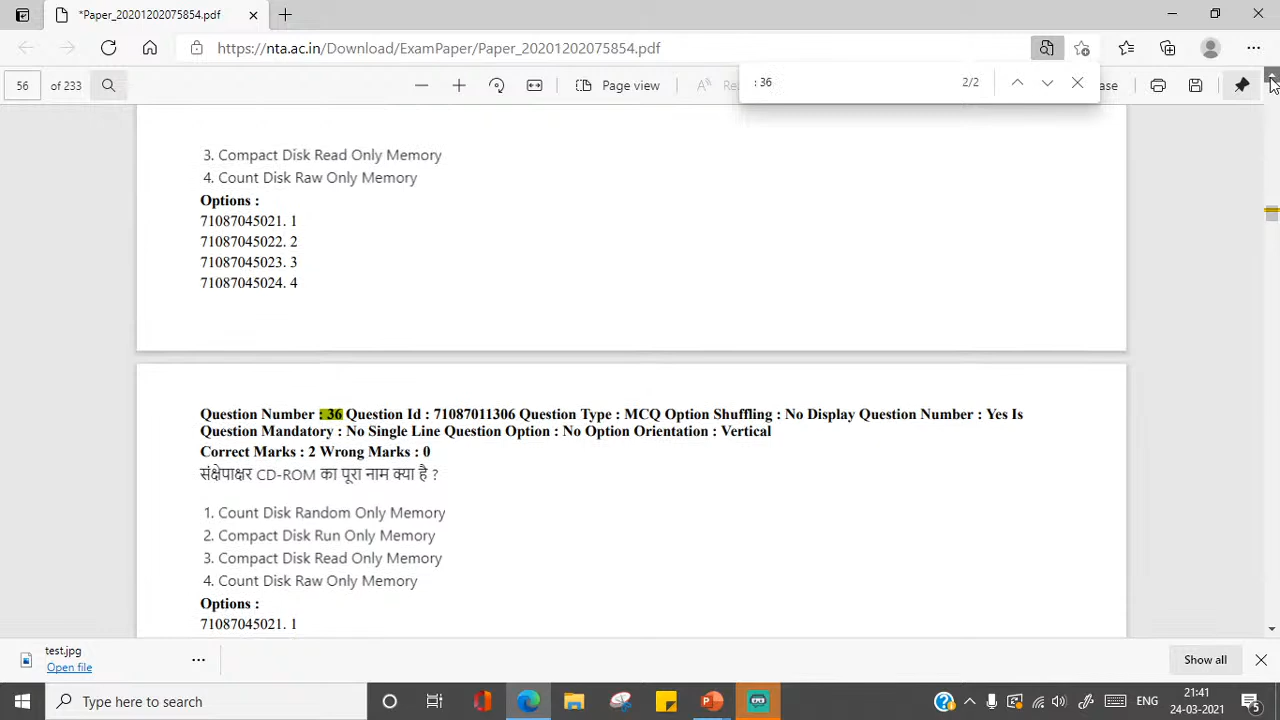 *Paper_20201202075854.pdf
https://nta.ac.in/Download/ExamPaper/Paper_20201202075854.pdf
56 of 233
Page view
: 36
2/2
3. Compact Disk Read Only Memory
4. Count Disk Raw Only Memory
Options :
71087045021. 1
71087045022. 2
71087045023. 3
71087045024. 4
Question Number : 36 Question Id : 71087011306 Question Type : MCQ Option Shuffling : No Display Question Number : Yes Is
Question Mandatory : No Single Line Question Option : No Option Orientation : Vertical
Correct Marks : 2 Wrong Marks : 0
संक्षेपाक्षर CD-ROM का पूरा नाम क्या है ?
1. Count Disk Random Only Memory
2. Compact Disk Run Only Memory
3. Compact Disk Read Only Memory
4. Count Disk Raw Only Memory
Options :
71087045021. 1
test.jpg
Open file
Show all
Type here to search
ENG
21:41
24-03-2021
5